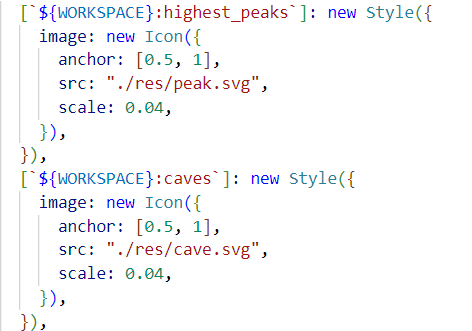 [`${WORKSPACE}:highest_peaks`]: new Style({
  image: new Icon({
    anchor: [0.5, 1],
    src: "./res/peak.svg",
    scale: 0.04,
  }),
}),
[`${WORKSPACE}:caves`]: new Style({
  image: new Icon({
    anchor: [0.5, 1],
    src: "./res/cave.svg",
    scale: 0.04,
  }),
}),